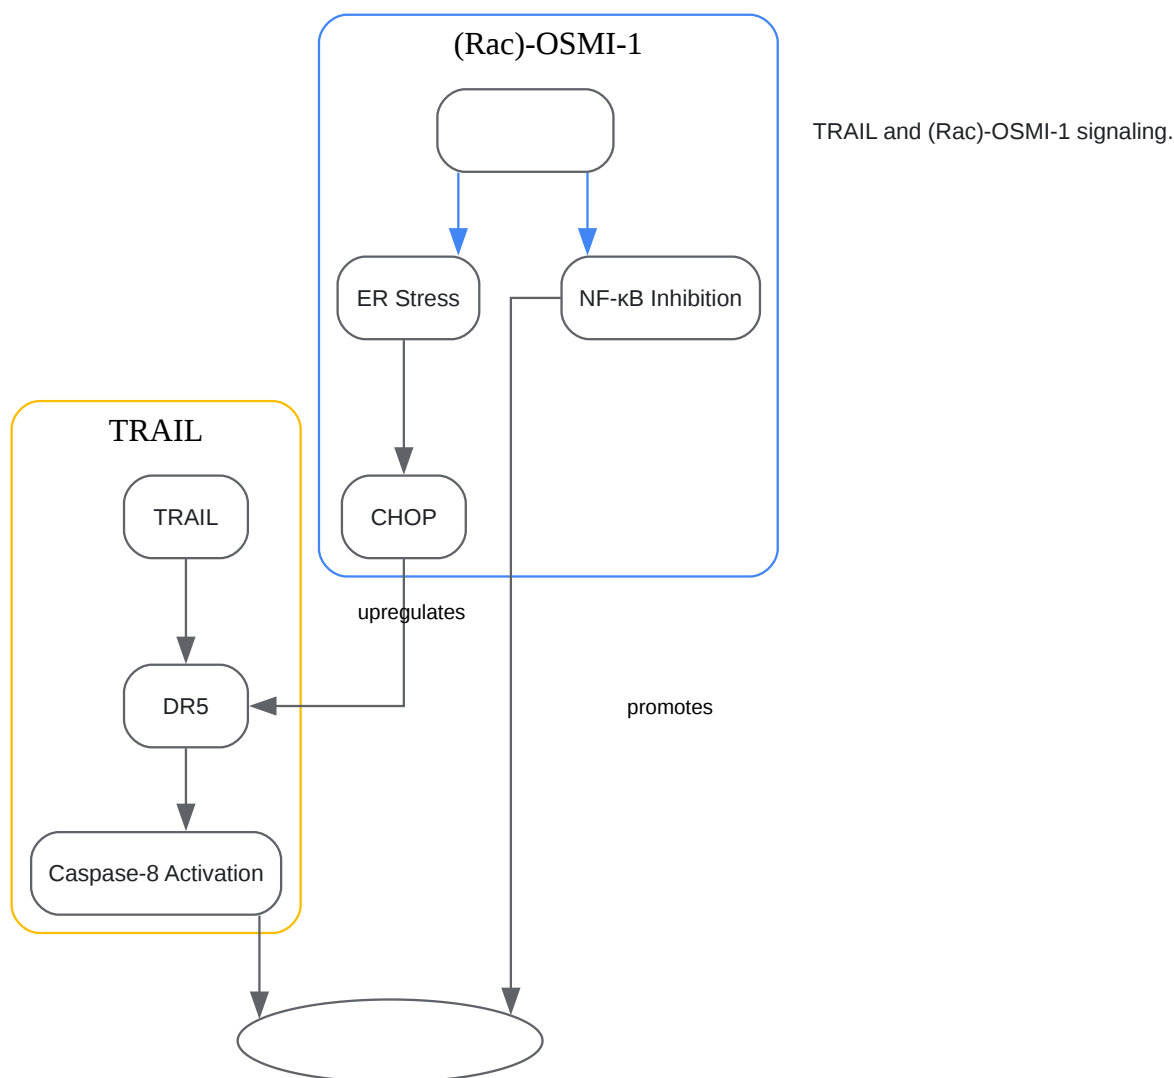 (Rac)-OSMI-1
TRAIL and (Rac)-OSMI-1 signaling.
ER Stress
NF-κB Inhibition
TRAIL
TRAIL
CHOP
upregulates
DR5
promotes
Caspase-8 Activation